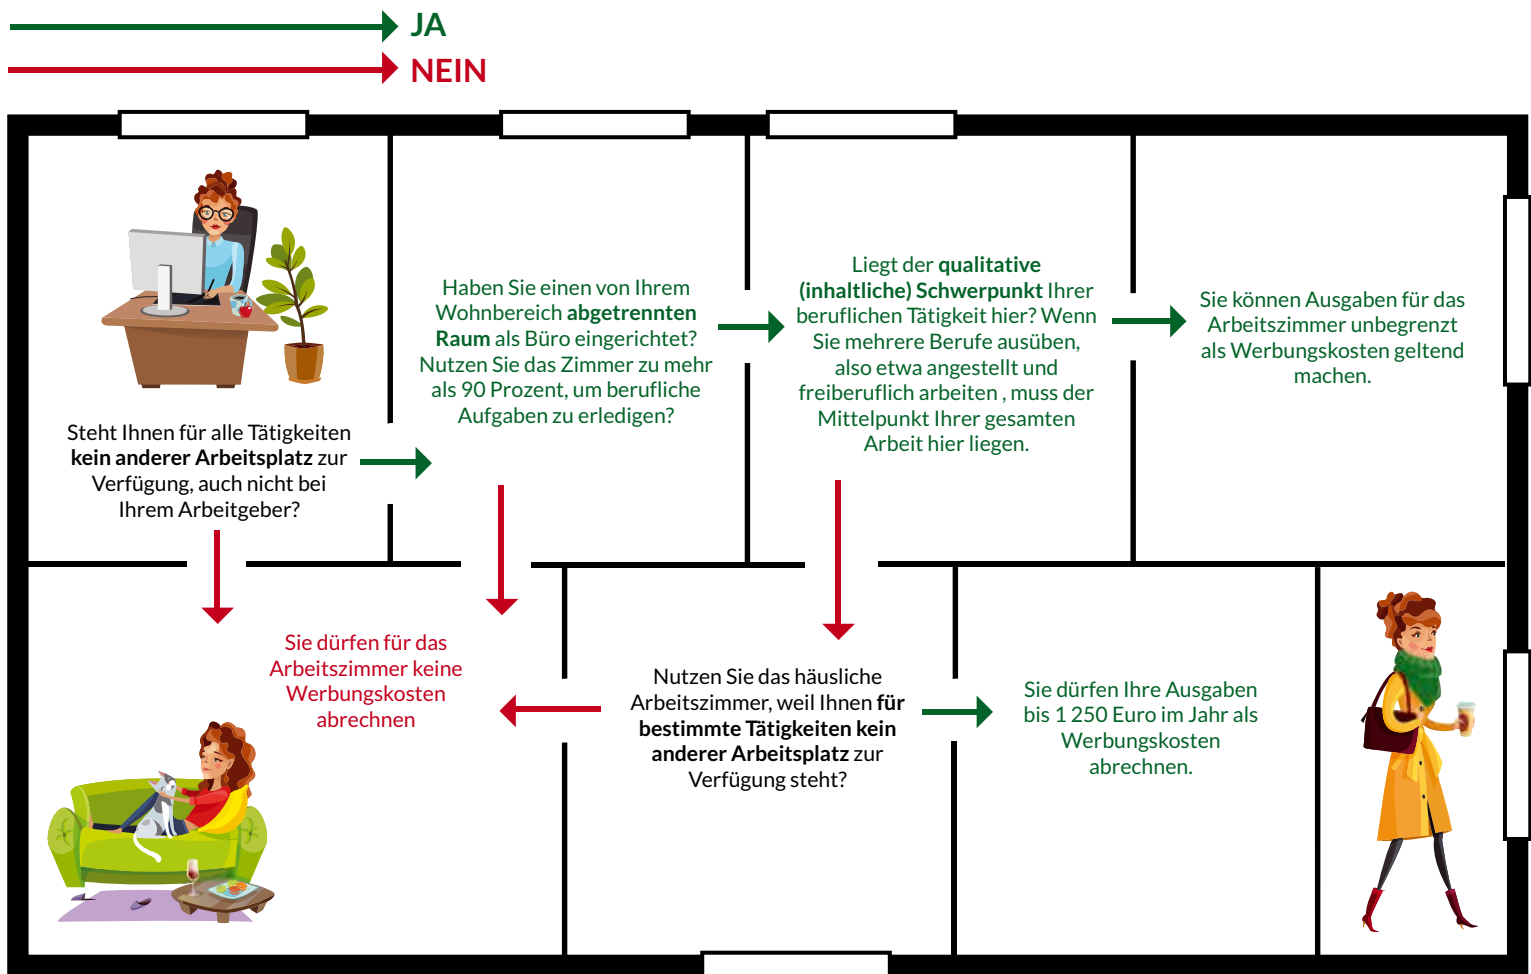 JA
NEIN
Steht Ihnen für alle Tätigkeiten
kein anderer Arbeitsplatz zur
Verfügung, auch nicht bei
Ihrem Arbeitgeber?
Haben Sie einen von Ihrem
Wohnbereich abgetrennten
Raum als Büro eingerichtet?
Nutzen Sie das Zimmer zu mehr
als 90 Prozent, um berufliche
Aufgaben zu erledigen?
Liegt der qualitative
(inhaltliche) Schwerpunkt Ihrer
beruflichen Tätigkeit hier? Wenn
Sie mehrere Berufe ausüben,
also etwa angestellt und
freiberuflich arbeiten , muss der
Mittelpunkt Ihrer gesamten
Arbeit hier liegen.
Sie können Ausgaben für das
Arbeitszimmer unbegrenzt
als Werbungskosten geltend
machen.
Sie dürfen für das
Arbeitszimmer keine
Werbungskosten
abrechnen
Nutzen Sie das häusliche
Arbeitszimmer, weil Ihnen für
bestimmte Tätigkeiten kein
anderer Arbeitsplatz zur
Verfügung steht?
Sie dürfen Ihre Ausgaben
bis 1 250 Euro im Jahr als
Werbungskosten
abrechnen.